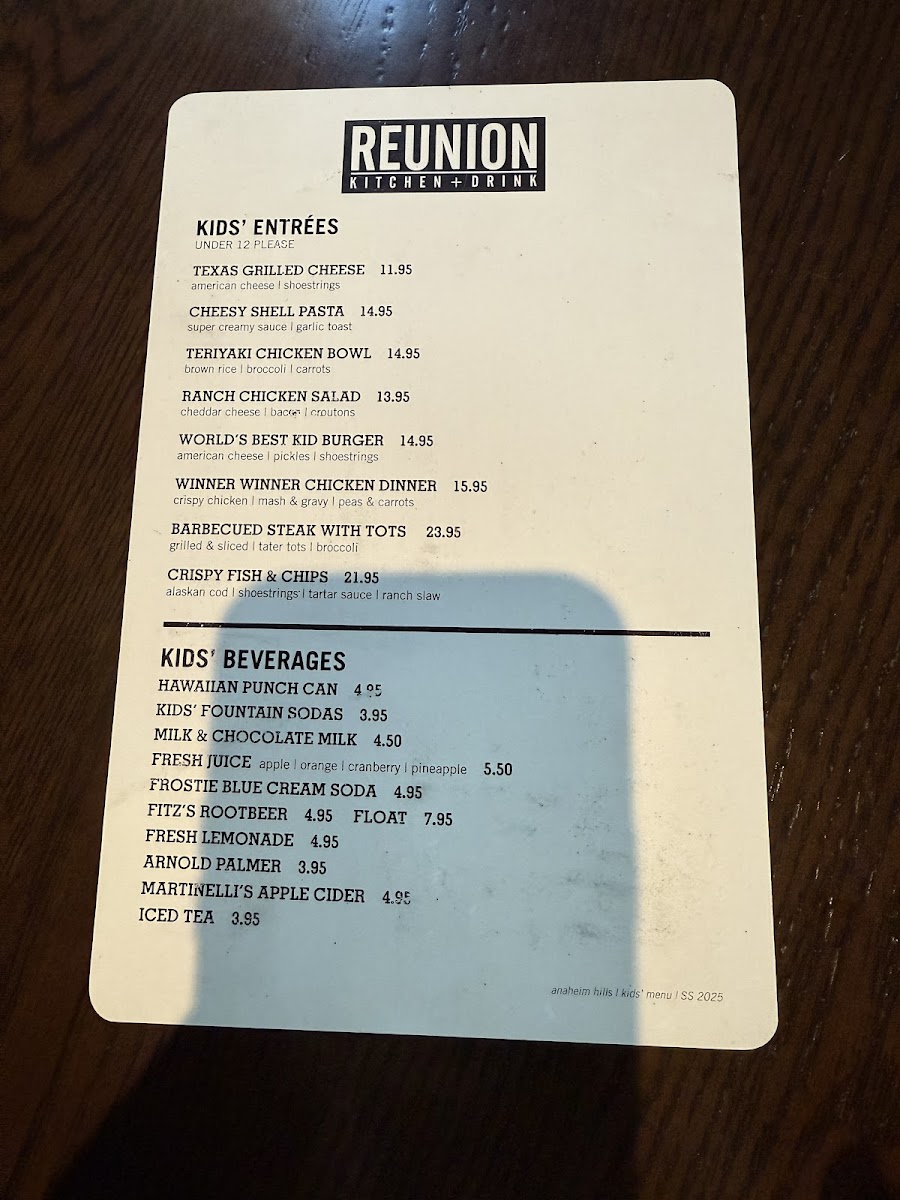 REUNION
KITCHEN + DRINK
KIDS' ENTRÉES
UNDER 12 PLEASE
TEXAS GRILLED CHEESE 11.95
american cheese | shoestrings
CHEESY SHELL PASTA 14.95
super creamy sauce | garlic toast
TERIYAKI CHICKEN BOWL 14.95
brown rice | broccoli | carrots
RANCH CHICKEN SALAD 13.95
cheddar cheese | bacon | croutons
WORLD'S BEST KID BURGER 14.95
american cheese | pickles | shoestrings
WINNER WINNER CHICKEN DINNER 15.95
crispy chicken | mash & gravy | peas & carrots
BARBECUED STEAK WITH TOTS 23.95
grilled & sliced | tater tots | broccoli
CRISPY FISH & CHIPS 21.95
alaskan cod | shoestrings | tartar sauce | ranch slaw
KIDS' BEVERAGES
HAWAIIAN PUNCH CAN 4.95
KIDS' FOUNTAIN SODAS 3.95
MILK & CHOCOLATE MILK 4.50
FRESH JUICE apple | orange | cranberry | pineapple 5.50
FROSTIE BLUE CREAM SODA 4.95
FITZ'S ROOTBEER 4.95 FLOAT 7.95
FRESH LEMONADE 4.95
ARNOLD PALMER 3.95
MARTINELLI'S APPLE CIDER 4.95
ICED TEA 3.95
anaheim hills | kids' menu | SS 2025